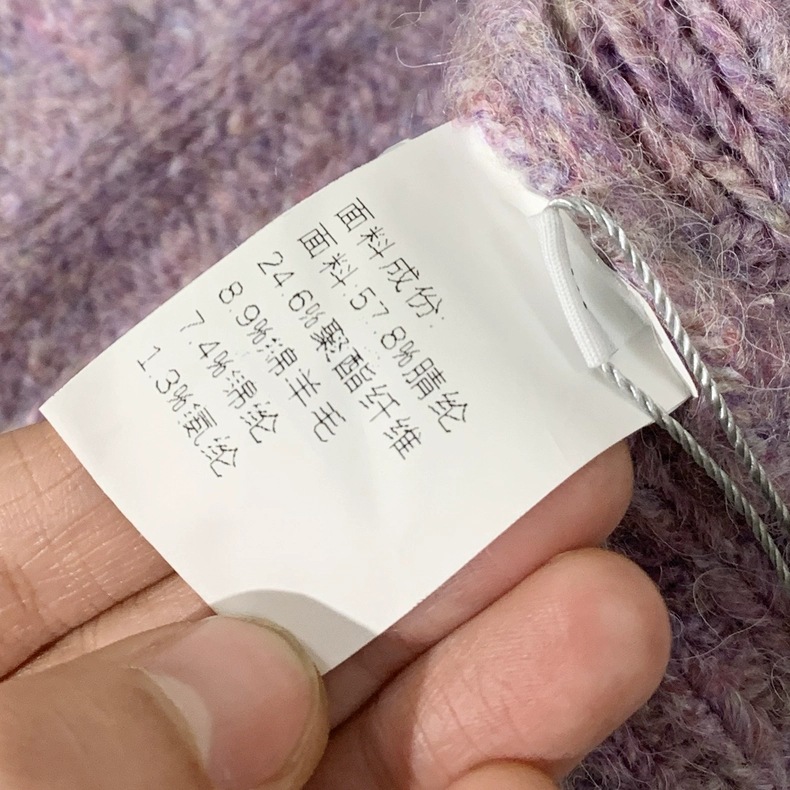 面料成份:
面料:57.8%腈纶
24.6%聚酯纤维
8.9%绵羊毛
7.4%锦纶
1.3%氨纶